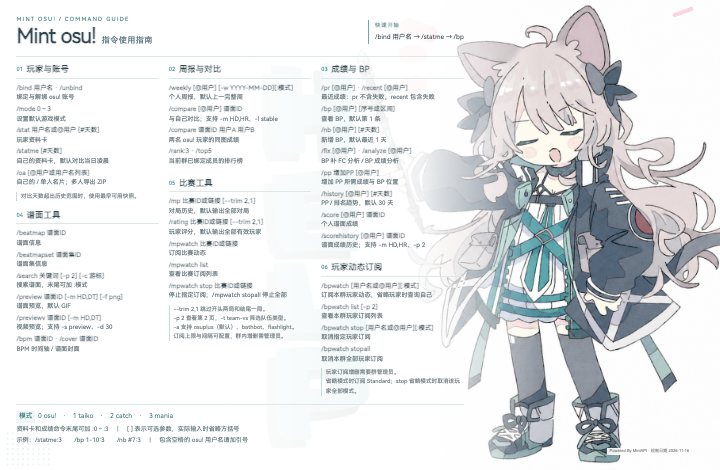 MINT OSU! / COMMAND GUIDE
Mint osu! 指令使用指南
快速开始
/bind 用户名 → /statme → /bp
01 玩家与账号
/bind 用户名 · /unbind
绑定与解绑 osu! 账号
/mode 0 ~ 3
设置默认游戏模式
/stat 用户名或@用户 [#天数]
玩家资料卡
/statme [#天数]
自己的资料卡，默认对比当日凌晨
/oa [@用户或用户名列表]
自己的 / 单人名片；多人导出 ZIP
对比天数超出历史范围时，使用最早可用快照。
04 谱面工具
/beatmap 谱面ID
谱面信息
/beatmapset 谱面集ID
谱面集信息
/search 关键词 [-p 2] [-c 游标]
搜索谱面，末尾可加 :模式
/preview 谱面ID [-m HD,DT] [-f png]
谱面预览，默认 GIF
/previewv 谱面ID [-m HD,DT]
视频预览；支持 -s preview、-d 30
/bpm 谱面ID · /cover 谱面ID
BPM 时间轴 / 谱面封面
02 周报与对比
/weekly [@用户] [-w YYYY-MM-DD][:模式]
个人周报，默认上一完整周
/compare [@用户] 谱面ID
与自己对比；支持 -m HD,HR、-l stable
/compare 谱面ID 用户A 用户B
两名 osu! 玩家的同图成绩
/rank:3 · /top5
当前群已绑定成员的排行榜
05 比赛工具
/mp 比赛ID或链接 [--trim 2,1]
对局历史，默认输出全部对局
/rating 比赛ID或链接 [--trim 2,1]
玩家评分，默认输出全部有效玩家
/mpwatch 比赛ID或链接
订阅比赛动态
/mpwatch list
查看比赛订阅列表
/mpwatch stop 比赛ID或链接
停止指定订阅；/mpwatch stopall 停止全部
--trim 2,1 跳过开头两局和结尾一局。
-p 2 查看第 2 页，-t team-vs 筛选队伍类型。
-a 支持 osuplus（默认）、bathbot、flashlight。
订阅上限与间隔可配置，群内增删需管理员。
03 成绩与 BP
/pr [@用户] · /recent [@用户]
最近成绩：pr 不含失败，recent 包含失败
/bp [@用户] [序号或区间]
查看 BP，默认第 1 条
/nb [@用户] [#天数]
新增 BP，默认最近 1 天
/fix [@用户] · /analyze [@用户]
BP 补 FC 分析 / BP 成绩分析
/pp 增加PP [@用户]
增加 PP 所需成绩与 BP 位置
/history [@用户] [#天数]
PP / 排名趋势，默认 30 天
/score [@用户] 谱面ID
个人谱面成绩
/scorehistory [@用户] 谱面ID
谱面成绩历史；支持 -m HD,HR、-p 2
06 玩家动态订阅
/bpwatch [用户名或@用户][:模式]
订阅本群玩家动态，省略玩家时查询自己
/bpwatch list [-p 2]
查看本群玩家订阅列表
/bpwatch stop [用户名或@用户][:模式]
取消指定玩家订阅
/bpwatch stopall
取消本群全部玩家订阅
玩家订阅增删需要群管理员。
省略模式时订阅 Standard；stop 省略模式时取消该玩家全部模式。
模式 0 osu! · 1 taiko · 2 catch · 3 mania
资料卡和成绩命令末尾可加 :0 ~ :3 | [ ] 表示可选参数，实际输入时省略方括号
示例：/statme:3 /bp 1-10:3 /nb #7:3 | 包含空格的 osu! 用户名请加引号